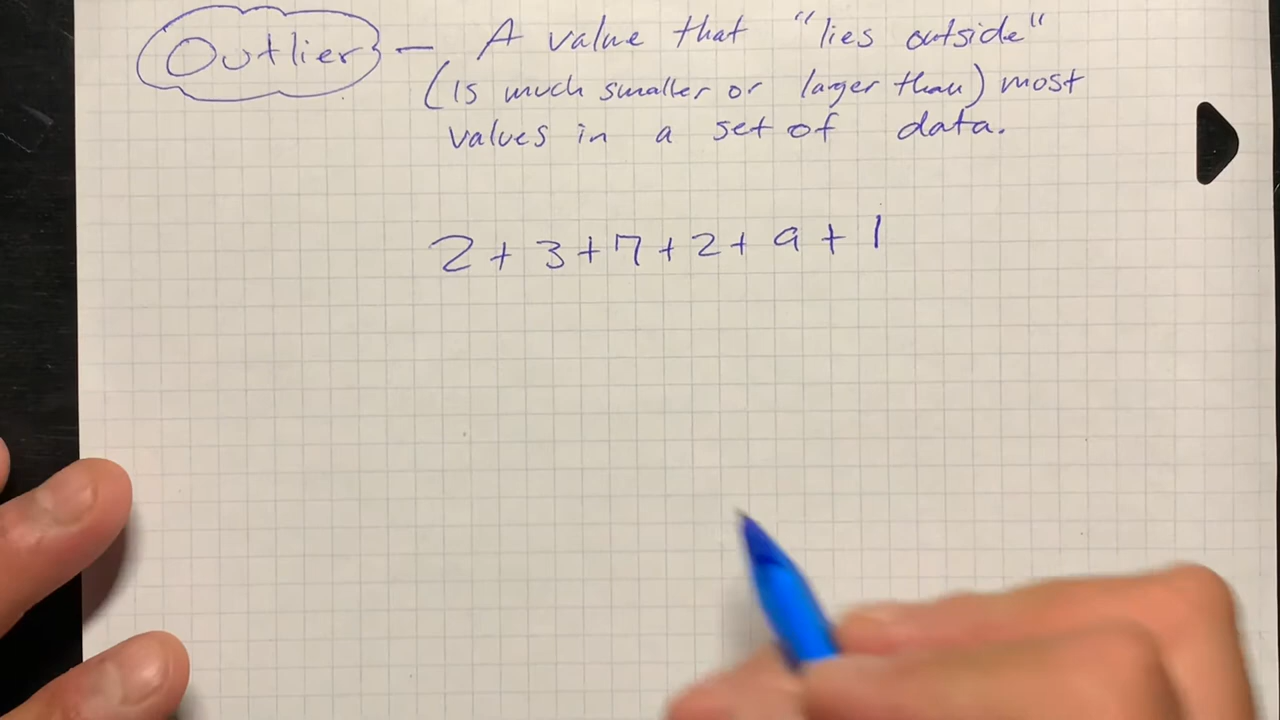 Outlier — A value that "lies outside"
(is much smaller or larger than) most
values in a set of data.
2 + 3 + 7 + 2 + 9 + 1